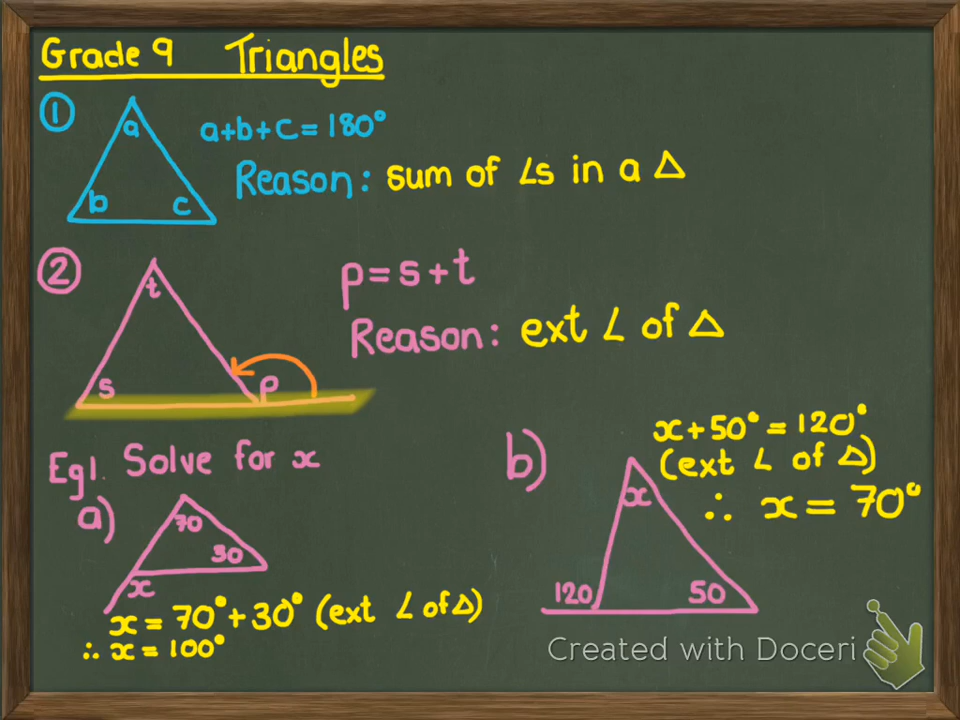 Grade 9 Triangles
①
a
b
c
a+b+c=180°
Reason: sum of ∠s in a △
②
t
s
p
p=s+t
Reason: ext ∠ of △
Eg1. Solve for x
a)
70
30
x
x = 70° + 30° (ext ∠ of △)
∴ x = 100°
b)
x
120
50
x + 50° = 120°
(ext ∠ of △)
∴ x = 70°
Created with Doceri